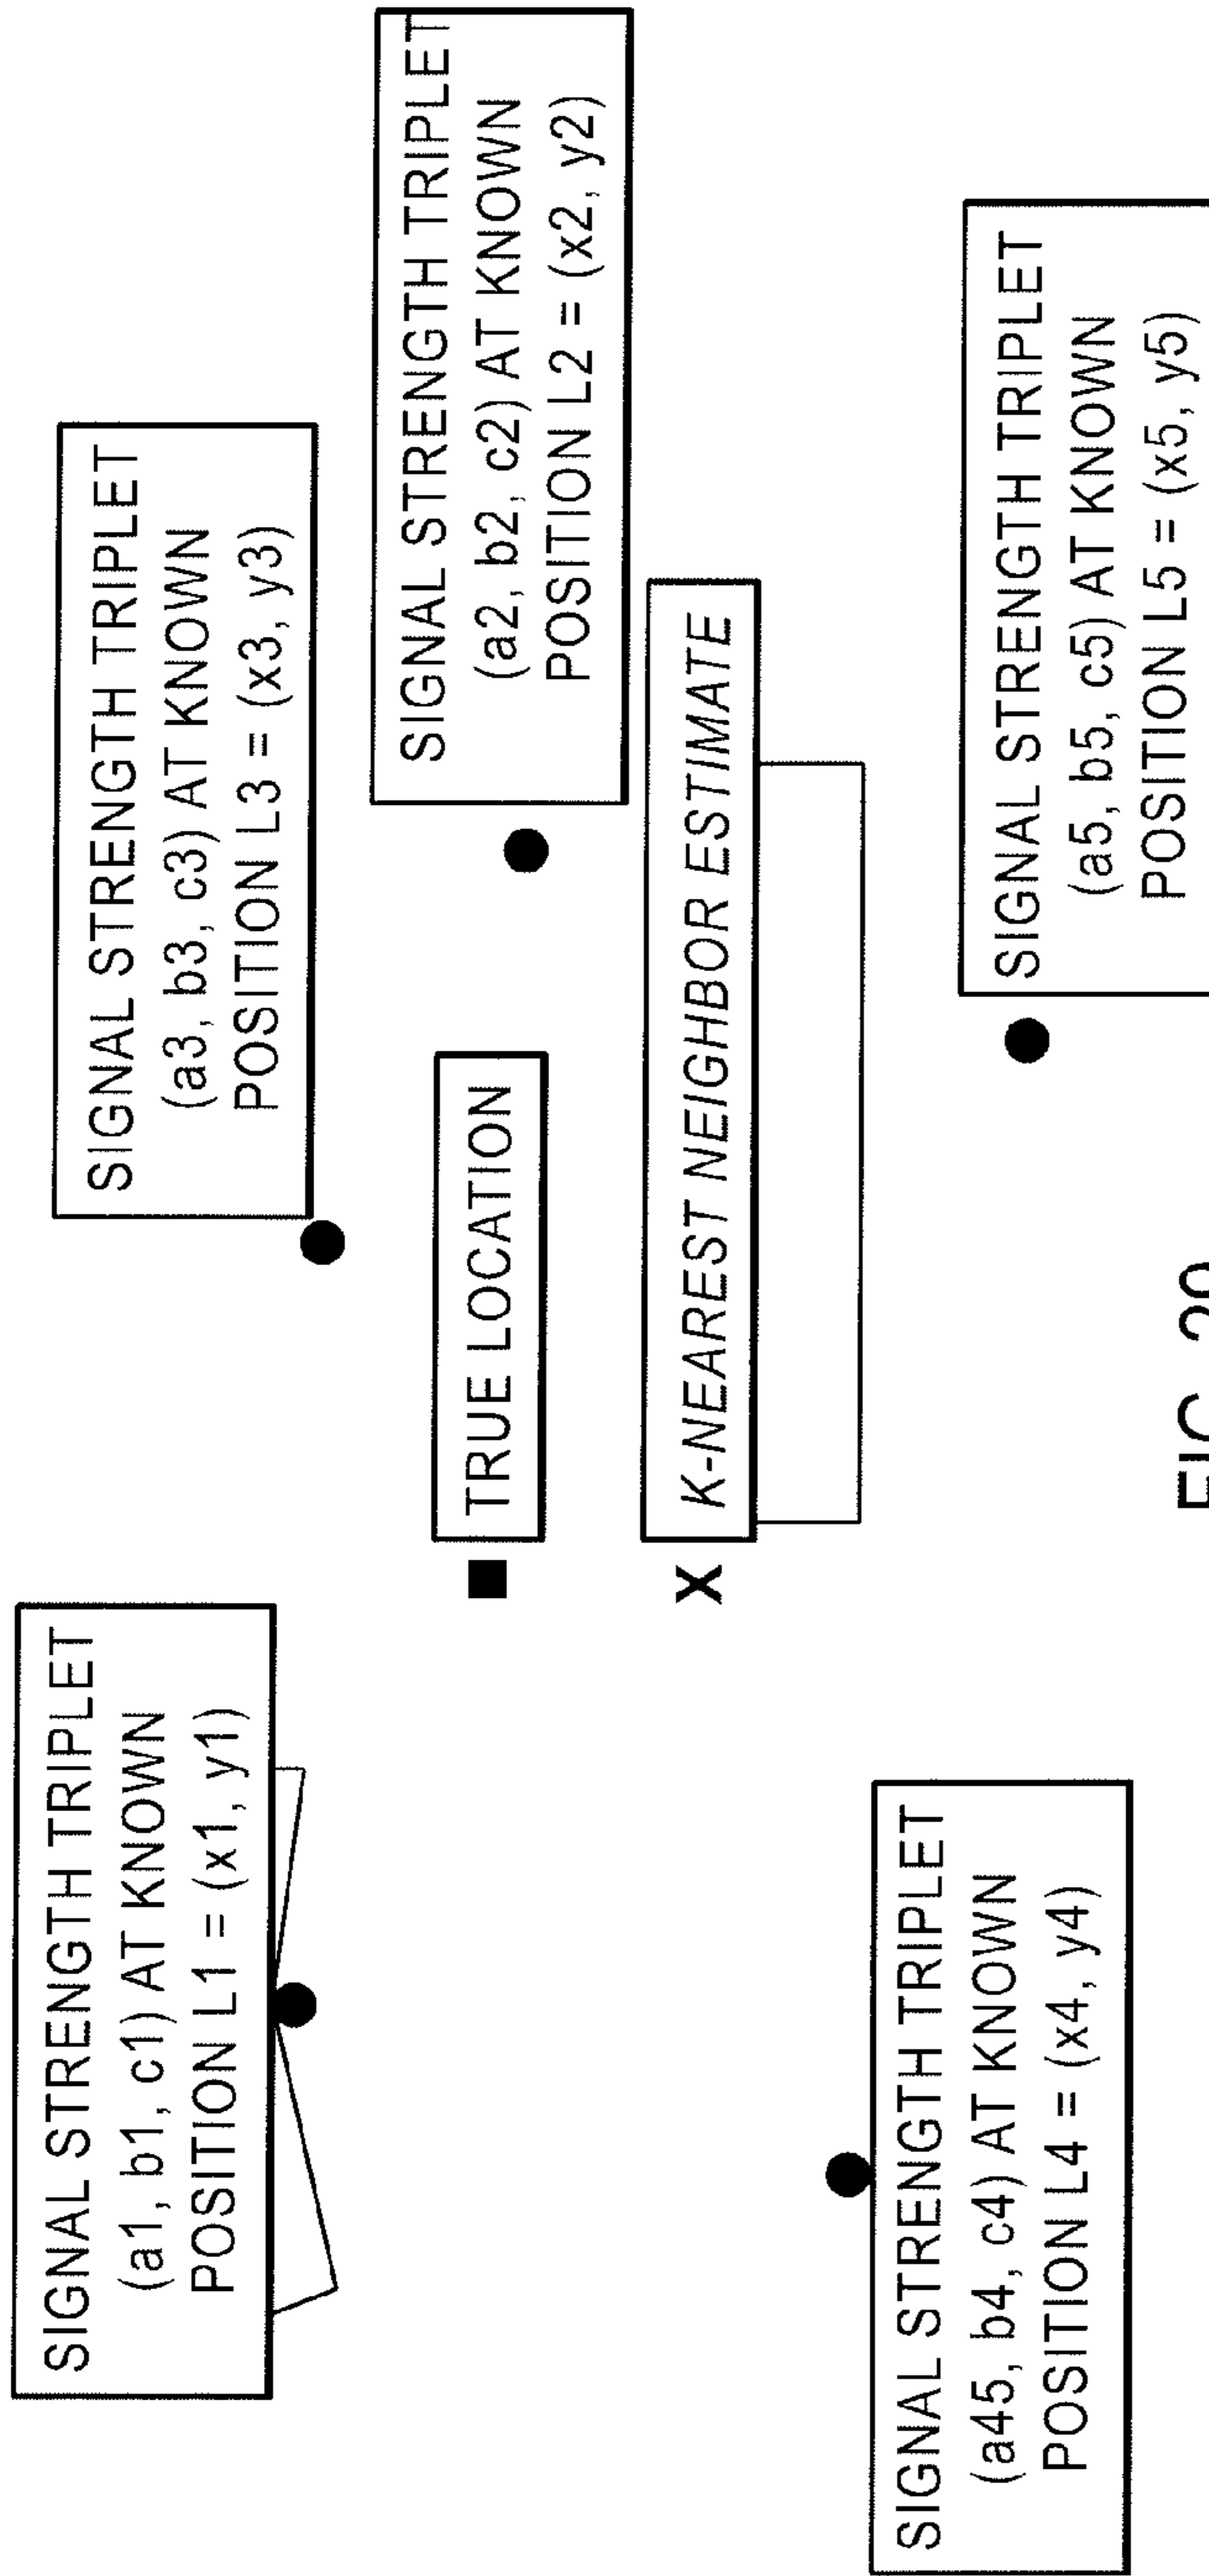 SIGNAL STRENGTH TRIPLET
(a1, b1, c1) AT KNOWN
POSITION L1 = (x1, y1)
SIGNAL STRENGTH TRIPLET
(a3, b3, c3) AT KNOWN
POSITION L3 = (x3, y3)
SIGNAL STRENGTH TRIPLET
(a2, b2, c2) AT KNOWN
POSITION L2 = (x2, y2)
TRUE LOCATION
X K-NEAREST NEIGHBOR ESTIMATE
SIGNAL STRENGTH TRIPLET
(a45, b4, c4) AT KNOWN
POSITION L4 = (x4, y4)
SIGNAL STRENGTH TRIPLET
(a5, b5, c5) AT KNOWN
POSITION L5 = (x5, y5)
FIG